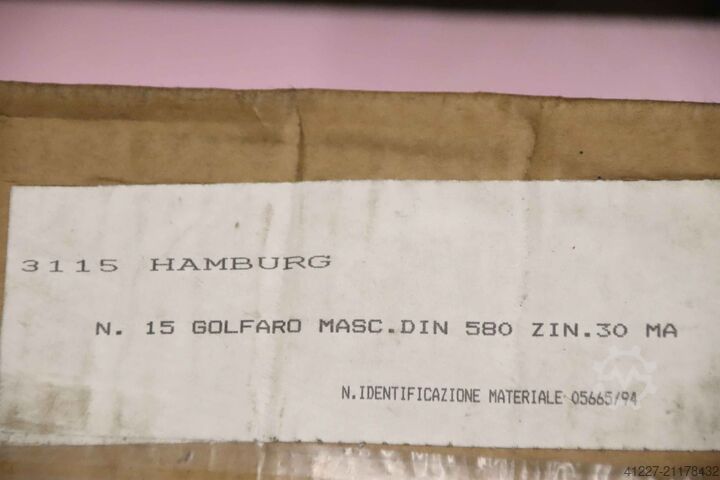 3115 HAMBURG
N. 15 GOLFARO MASC.DIN 580 ZIN.30 MA
N.IDENTIFICAZIONE MATERIALE 05665/94
41227-21178432